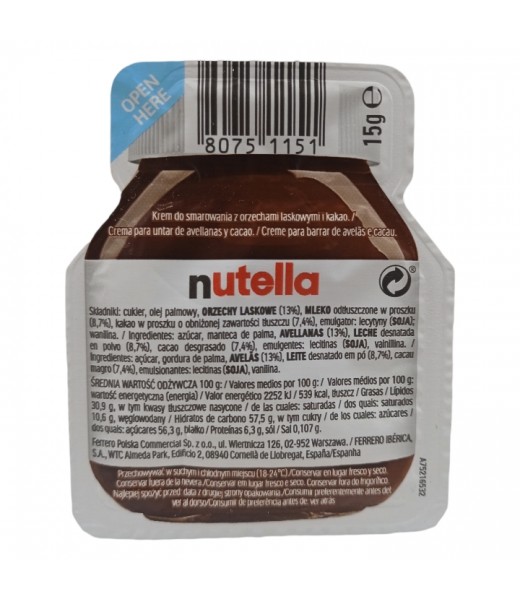 OPEN
HERE
8075 1151
15g ℮
Krem do smarowania z orzechami laskowymi i kakao. /
Crema para untar de avellanas y cacao. / Creme para barrar de avelãs e cacau.
nutella
®
Składniki: cukier, olej palmowy, ORZECHY LASKOWE (13%), MLEKO odtłuszczone w proszku
(8,7%), kakao w proszku o obniżonej zawartości tłuszczu (7,4%), emulgator: lecytyny (SOJA);
wanilina. / Ingredientes: azúcar, manteca de palma, AVELLANAS (13%), LECHE desnatada
en polvo (8,7%), cacao desgrasado (7,4%), emulgentes: lecitinas (SOJA), vainillina. /
Ingredientes: açúcar, gordura de palma, AVELÃS (13%), LEITE desnatado em pó (8,7%), cacau
magro (7,4%), emulsionantes: lecitinas (SOJA), vanilina.
ŚREDNIA WARTOŚĆ ODŻYWCZA 100 g: / Valores medios por 100 g: / Valores médios por 100 g:
wartość energetyczna (energia) / Valor energético 2252 kJ / 539 kcal, tłuszcz / Grasas / Lípidos
30,9 g, w tym kwasy tłuszczowe nasycone / de las cuales: saturadas / dos quais: saturados
10,6 g, węglowodany / Hidratos de carbono 57,5 g, w tym cukry / de los cuales: azúcares /
dos quais: açúcares 56,3 g, białko / Proteínas 6,3 g, sól / Sal 0,107 g.
Ferrero Polska Commercial Sp. z o.o., ul. Wiertnicza 126, 02-952 Warszawa. / FERRERO IBÉRICA,
S.A., WTC Almeda Park, Edificio 2, 08940 Cornellà de Llobregat, España/Espanha
Przechowywać w suchym i chłodnym miejscu (18-24°C)./Conservar en lugar fresco y seco.
Conservar fuera de la nevera./Conservar em lugar fresco e seco. Conservar fora do frigorífico.
Najlepiej spożyć przed: data z drugiej strony opakowania./Consumir preferentemente antes del
ver al dorso/Consumir de preferência antes de: ver atrás
A75216532